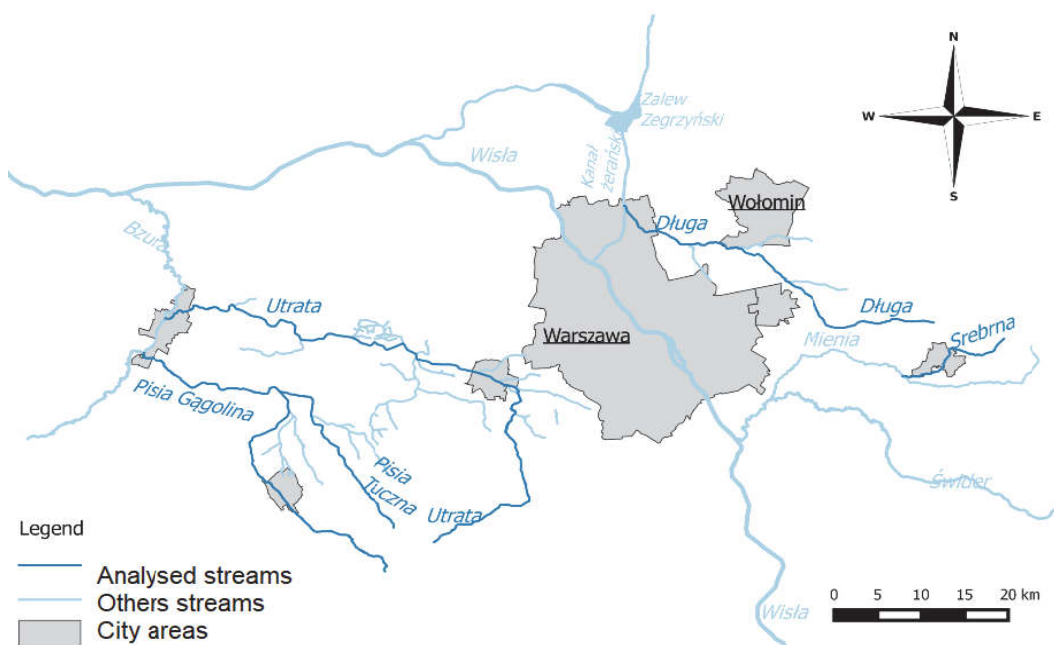 N
Zalew
Zegrzyński
W
E
Wisła
Kanał
żerański
S
Wołomin
Długa
Bzura
Utrata
Długa
Warszawa
Mienia
Srebrna
Pisia Gągolina
Pisia
Tuczna
Utrata
Świder
Legend
Analysed streams
Others streams
City areas
0 5 10 15 20 km
Wisła